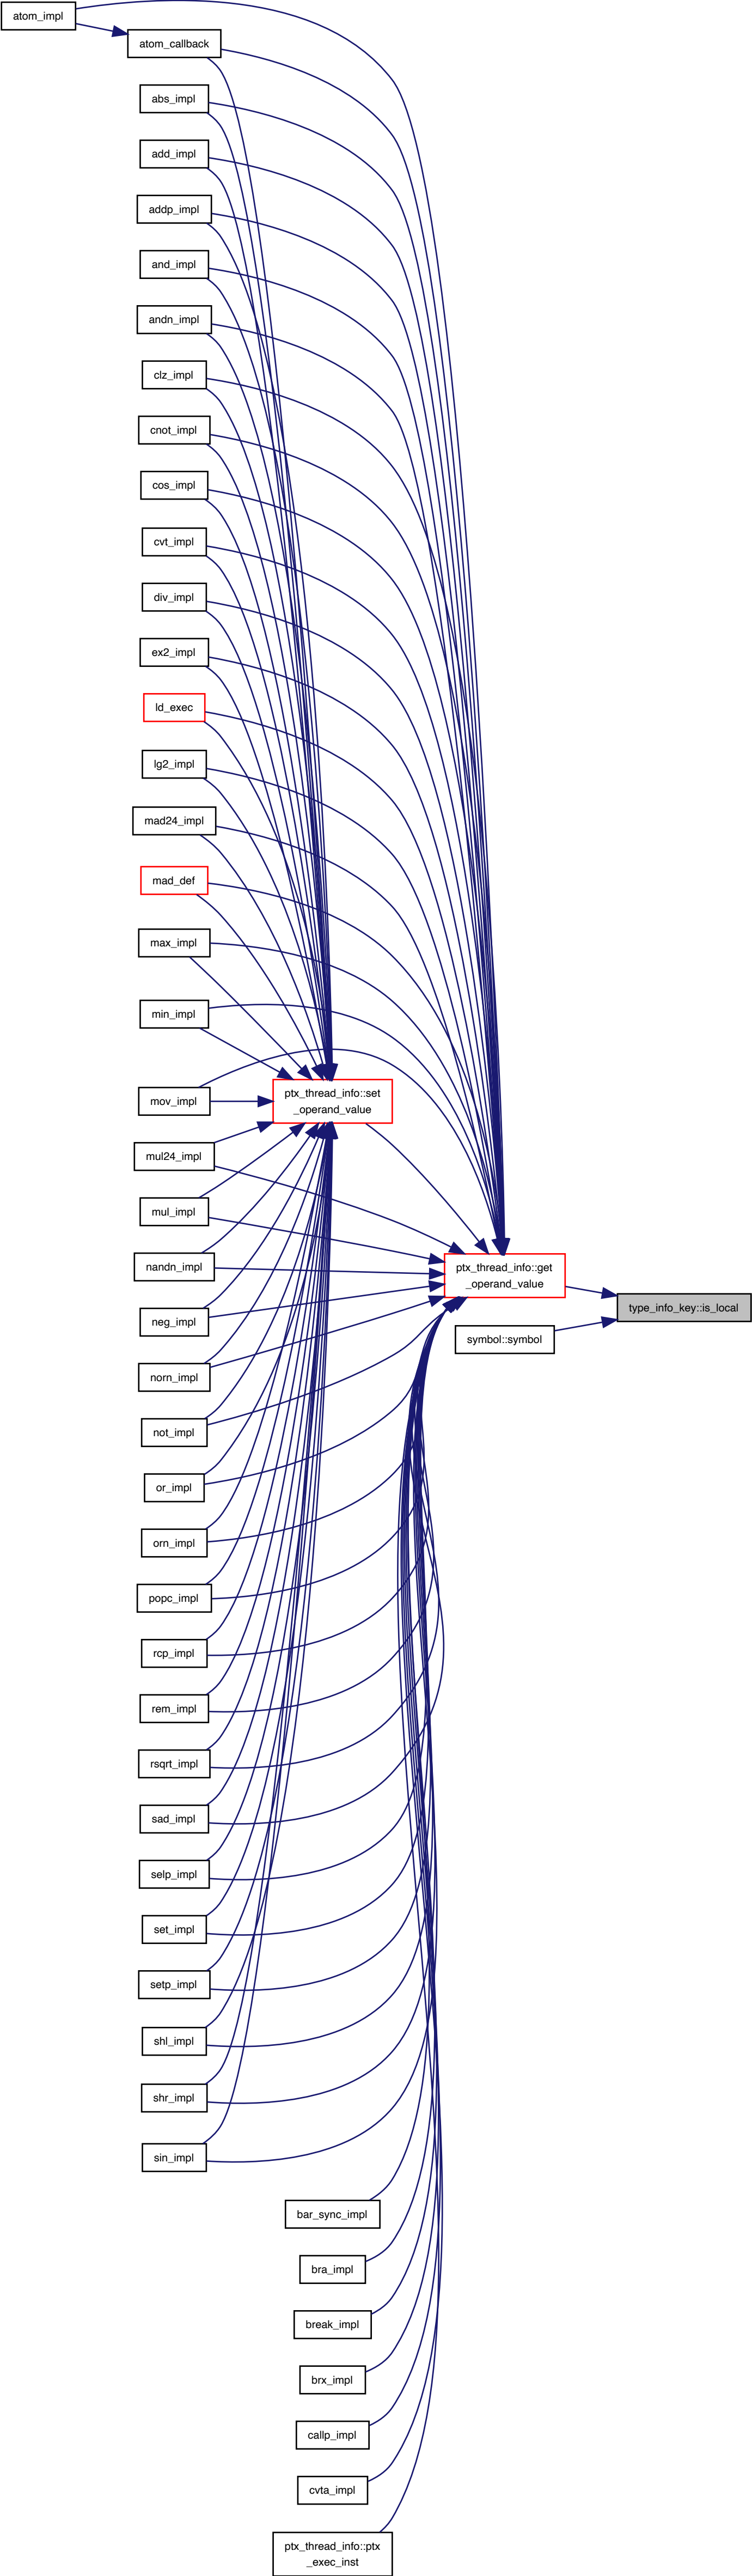 atom_impl
atom_callback
abs_impl
add_impl
addp_impl
and_impl
andn_impl
clz_impl
cnot_impl
cos_impl
cvt_impl
div_impl
ex2_impl
ld_exec
lg2_impl
mad24_impl
mad_def
max_impl
min_impl
mov_impl
ptx_thread_info::set
_operand_value
mul24_impl
mul_impl
nandn_impl
neg_impl
norn_impl
not_impl
or_impl
orn_impl
popc_impl
rcp_impl
rem_impl
rsqrt_impl
sad_impl
selp_impl
set_impl
setp_impl
shl_impl
shr_impl
sin_impl
ptx_thread_info::get
_operand_value
type_info_key::is_local
symbol::symbol
bar_sync_impl
bra_impl
break_impl
brx_impl
callp_impl
cvta_impl
ptx_thread_info::ptx
_exec_inst